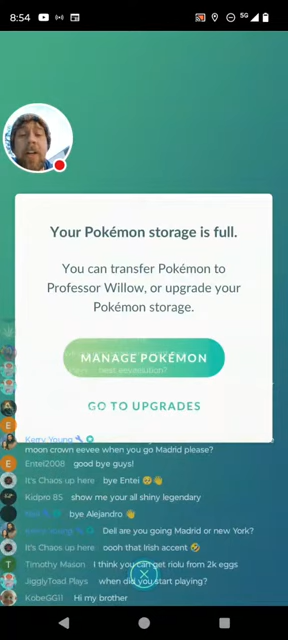 8:54
5G
Your Pokémon storage is full.
You can transfer Pokémon to
Professor Willow, or upgrade your
Pokémon storage.
MANAGE POKÉMON
GO TO UPGRADES
Kerry Young
moon crown eevee when you go Madrid please?
Entei2008 good bye guys!
It's Chaos up here bye Entei 🥺👋
Kidpro 85 show me your all shiny legendary
bye Alejandro 👋
Kerry Young Dell are you going Madrid or new York?
It's Chaos up here oooh that Irish accent 🤣
Timothy Mason I think you can get riolu from 2k eggs
JigglyToad Plays when did you start playing?
KobeGG11 Hi my brother